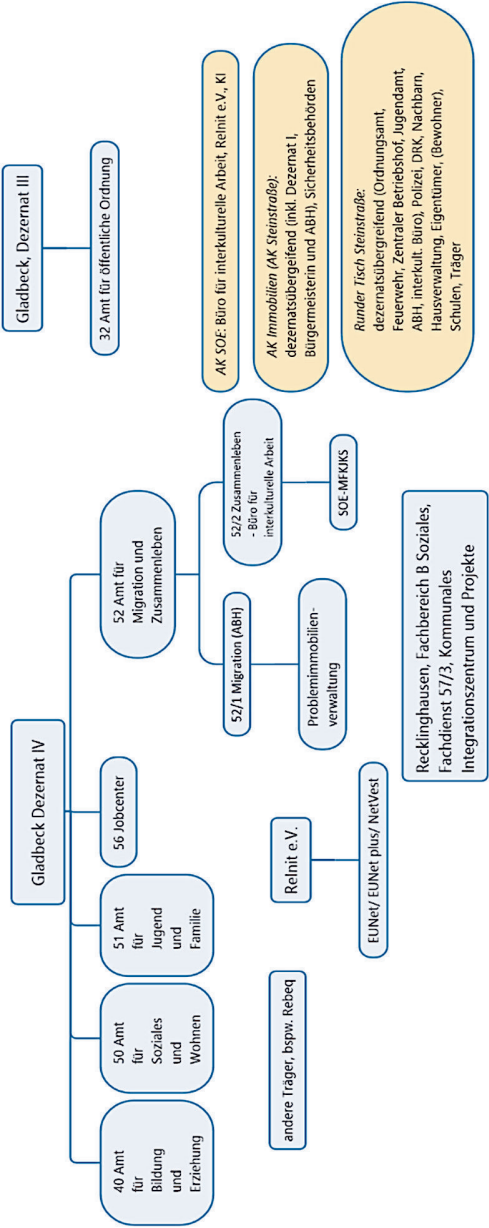 Gladbeck Dezernat IV
Gladbeck, Dezernat III
40 Amt
für
Bildung
und
Erziehung
50 Amt
für
Soziales
und
Wohnen
51 Amt
für
Jugend
und
Familie
56 Jobcenter
52 Amt für
Migration und
Zusammenleben
32 Amt für öffentliche Ordnung
52/1 Migration (ABH)
52/2 Zusammenleben
- Büro für
interkulturelle Arbeit
Problemimmobilien-
verwaltung
SOE-MFKJKS
andere Träger, bspw. Rebeq
ReInit e.V.
EUNet/ EUNet plus/ NetVest
Recklinghausen, Fachbereich B Soziales,
Fachdienst 57/3, Kommunales
Integrationszentrum und Projekte
AK SOE: Büro für interkulturelle Arbeit, ReInit e.V., KI
AK Immobilien (AK Steinstraße):
dezernatsübergeifend (inkl. Dezernat I,
Bürgermeisterin und ABH), Sicherheitsbehörden
Runder Tisch Steinstraße:
dezernatsübergreifend (Ordnungsamt,
Feuerwehr, Zentraler Betriebshof, Jugendamt,
ABH, interkult. Büro), Polizei, DRK, Nachbarn,
Hausverwaltung, Eigentümer, (Bewohner),
Schulen, Träger